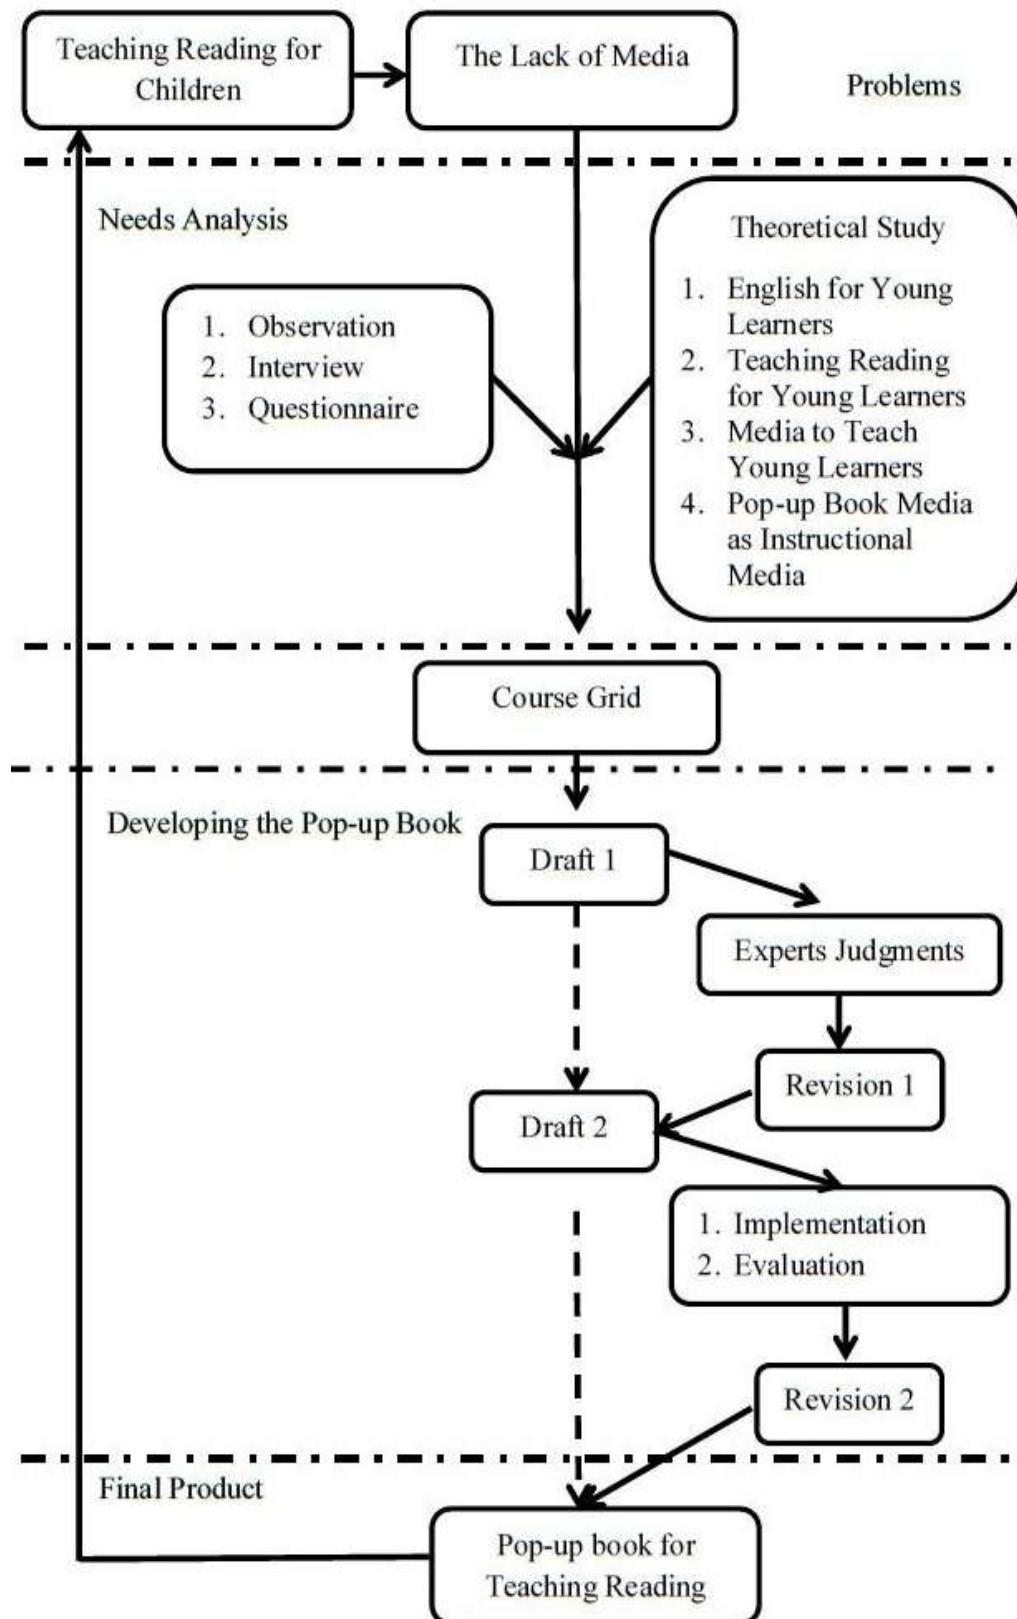 Teaching Reading for
Children
The Lack of Media
Problems
Needs Analysis
1. Observation
2. Interview
3. Questionnaire
Theoretical Study
1. English for Young
Learners
2. Teaching Reading
for Young Learners
3. Media to Teach
Young Learners
4. Pop-up Book Media
as Instructional
Media
Course Grid
Developing the Pop-up Book
Draft 1
Experts Judgments
Revision 1
Draft 2
1. Implementation
2. Evaluation
Revision 2
Final Product
Pop-up book for
Teaching Reading